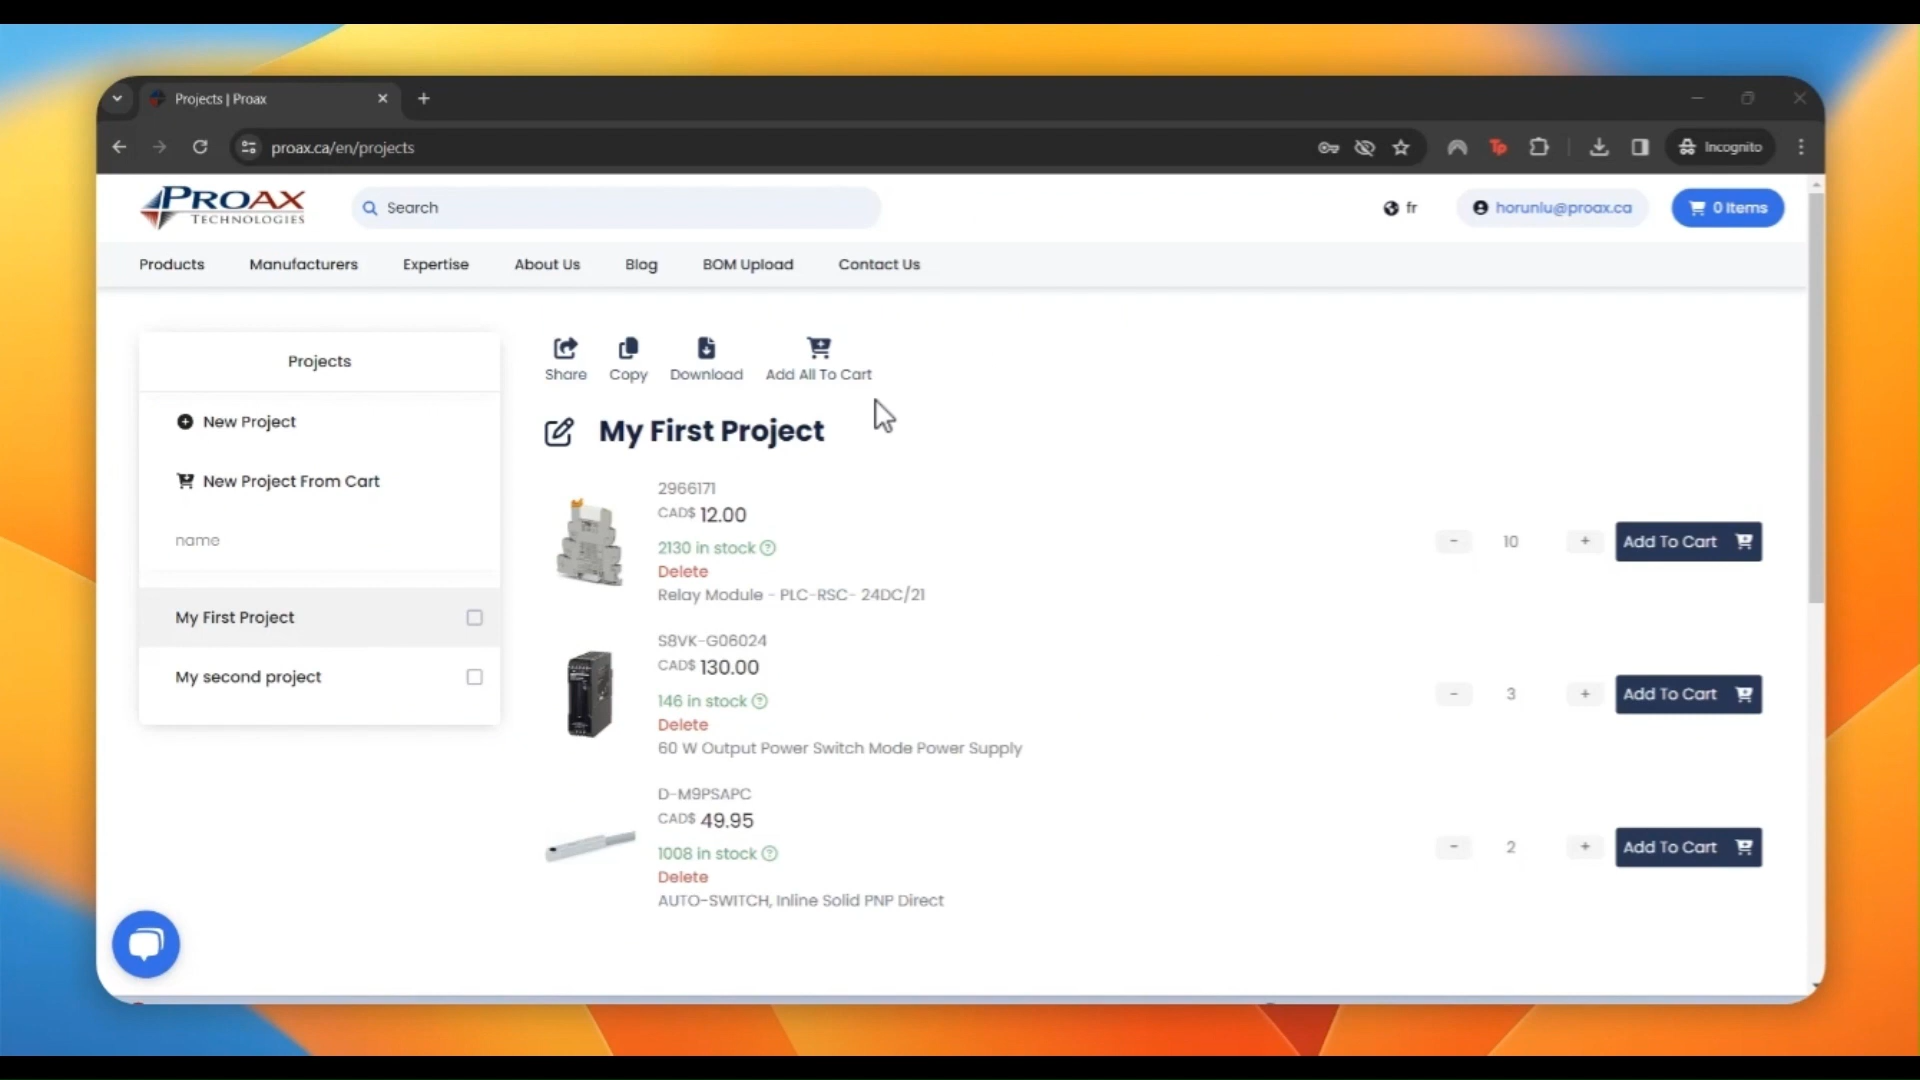 Projects | Proax
proax.ca/en/projects
Tp
Incognito
PROAX
TECHNOLOGIES
Search
fr
horunlu@proax.ca
0 Items
Products
Manufacturers
Expertise
About Us
Blog
BOM Upload
Contact Us
Projects
New Project
New Project From Cart
name
My First Project
My second project
Share
Copy
Download
Add All To Cart
My First Project
2966171
CAD$ 12.00
2130 in stock
Delete
Relay Module - PLC-RSC- 24DC/21
- 10 +
Add To Cart
S8VK-G06024
CAD$ 130.00
146 in stock
Delete
60 W Output Power Switch Mode Power Supply
- 3 +
Add To Cart
D-M9PSAPC
CAD$ 49.95
1008 in stock
Delete
AUTO-SWITCH, Inline Solid PNP Direct
- 2 +
Add To Cart